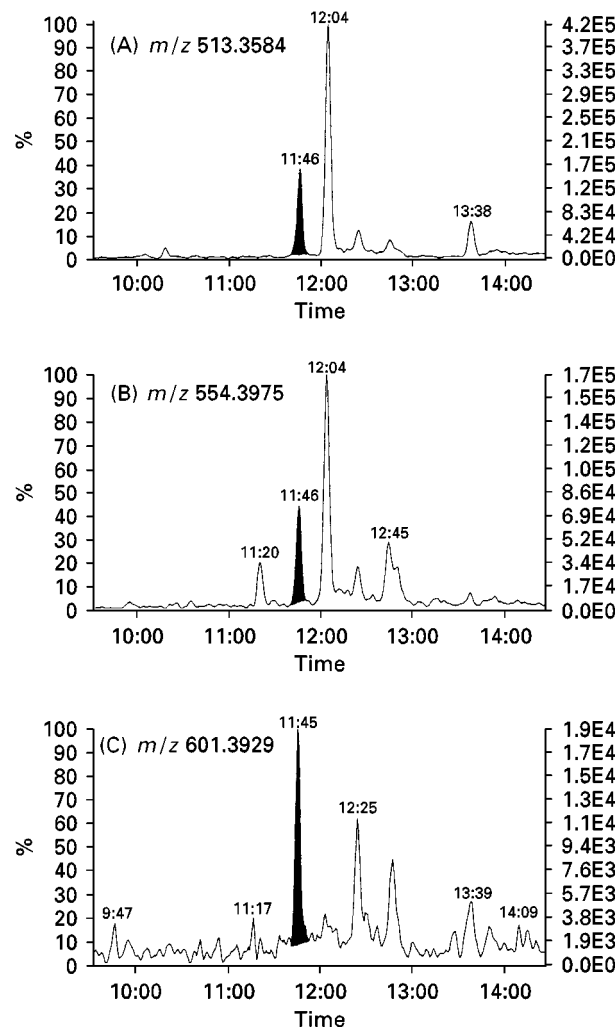 (A) m/z 513.3584
12:04
11:46
13:38
%
100
90
80
70
60
50
40
30
20
10
0
4.2E5
3.7E5
3.3E5
2.9E5
2.5E5
2.1E5
1.7E5
1.2E5
8.3E4
4.2E4
0.0E0
10:00 11:00 12:00 13:00 14:00
Time
(B) m/z 554.3975
12:04
11:46
11:20
12:45
%
100
90
80
70
60
50
40
30
20
10
0
1.7E5
1.5E5
1.4E5
1.2E5
1.0E5
8.6E4
6.9E4
5.2E4
3.4E4
1.7E4
0.0E0
10:00 11:00 12:00 13:00 14:00
Time
(C) m/z 601.3929
11:45
12:25
9:47
11:17
13:39
14:09
%
100
90
80
70
60
50
40
30
20
10
0
1.9E4
1.7E4
1.5E4
1.3E4
1.1E4
9.4E3
7.6E3
5.7E3
3.8E3
1.9E3
0.0E0
10:00 11:00 12:00 13:00 14:00
Time